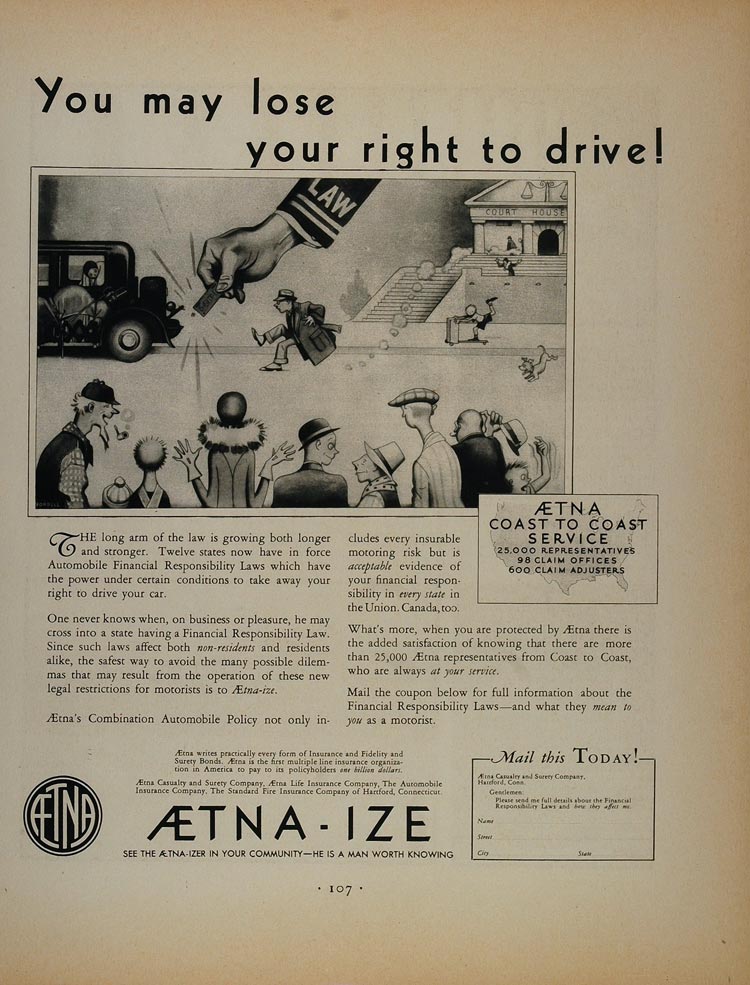 You may lose
your right to drive!
LAW
COURT HOUSE
THE long arm of the law is growing both longer
and stronger. Twelve states now have in force
Automobile Financial Responsibility Laws which have
the power under certain conditions to take away your
right to drive your car.
One never knows when, on business or pleasure, he may
cross into a state having a Financial Responsibility Law.
Since such laws affect both non-residents and residents
alike, the safest way to avoid the many possible dilem-
mas that may result from the operation of these new
legal restrictions for motorists is to Ætna-ize.
Ætna's Combination Automobile Policy not only in-
cludes every insurable
motoring risk but is
acceptable evidence of
your financial respon-
sibility in every state in
the Union. Canada, too.
What's more, when you are protected by Ætna there is
the added satisfaction of knowing that there are more
than 25,000 Ætna representatives from Coast to Coast,
who are always at your service.
Mail the coupon below for full information about the
Financial Responsibility Laws—and what they mean to
you as a motorist.
ÆTNA
COAST TO COAST
SERVICE
25,000 REPRESENTATIVES
98 CLAIM OFFICES
600 CLAIM ADJUSTERS
Ætna writes practically every form of Insurance and Fidelity and
Surety Bonds. Ætna is the first multiple line insurance organiza-
tion in America to pay to its policyholders one billion dollars.
Ætna Casualty and Surety Company, Ætna Life Insurance Company, The Automobile
Insurance Company, The Standard Fire Insurance Company of Hartford, Connecticut.
ÆTNA
ÆTNA-IZE
SEE THE ÆTNA-IZER IN YOUR COMMUNITY—HE IS A MAN WORTH KNOWING
Mail this TODAY!
Ætna Casualty and Surety Company,
Hartford, Conn.
Gentlemen:
Please send me full details about the Financial
Responsibility Laws and how they affect me.
Name
Street
City State
· 107 ·